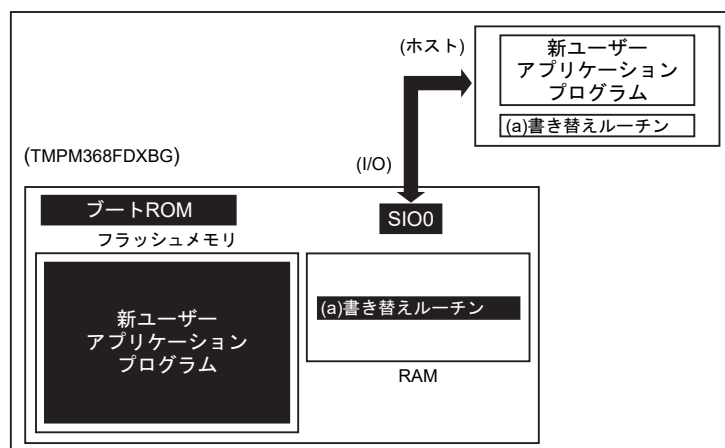 (ホスト)
新ユーザー
アプリケーション
プログラム
(a)書き替えルーチン
(TMPM368FDXBG)
(I/O)
ブートROM
SIO0
フラッシュメモリ
新ユーザー
アプリケーション
プログラム
(a)書き替えルーチン
RAM